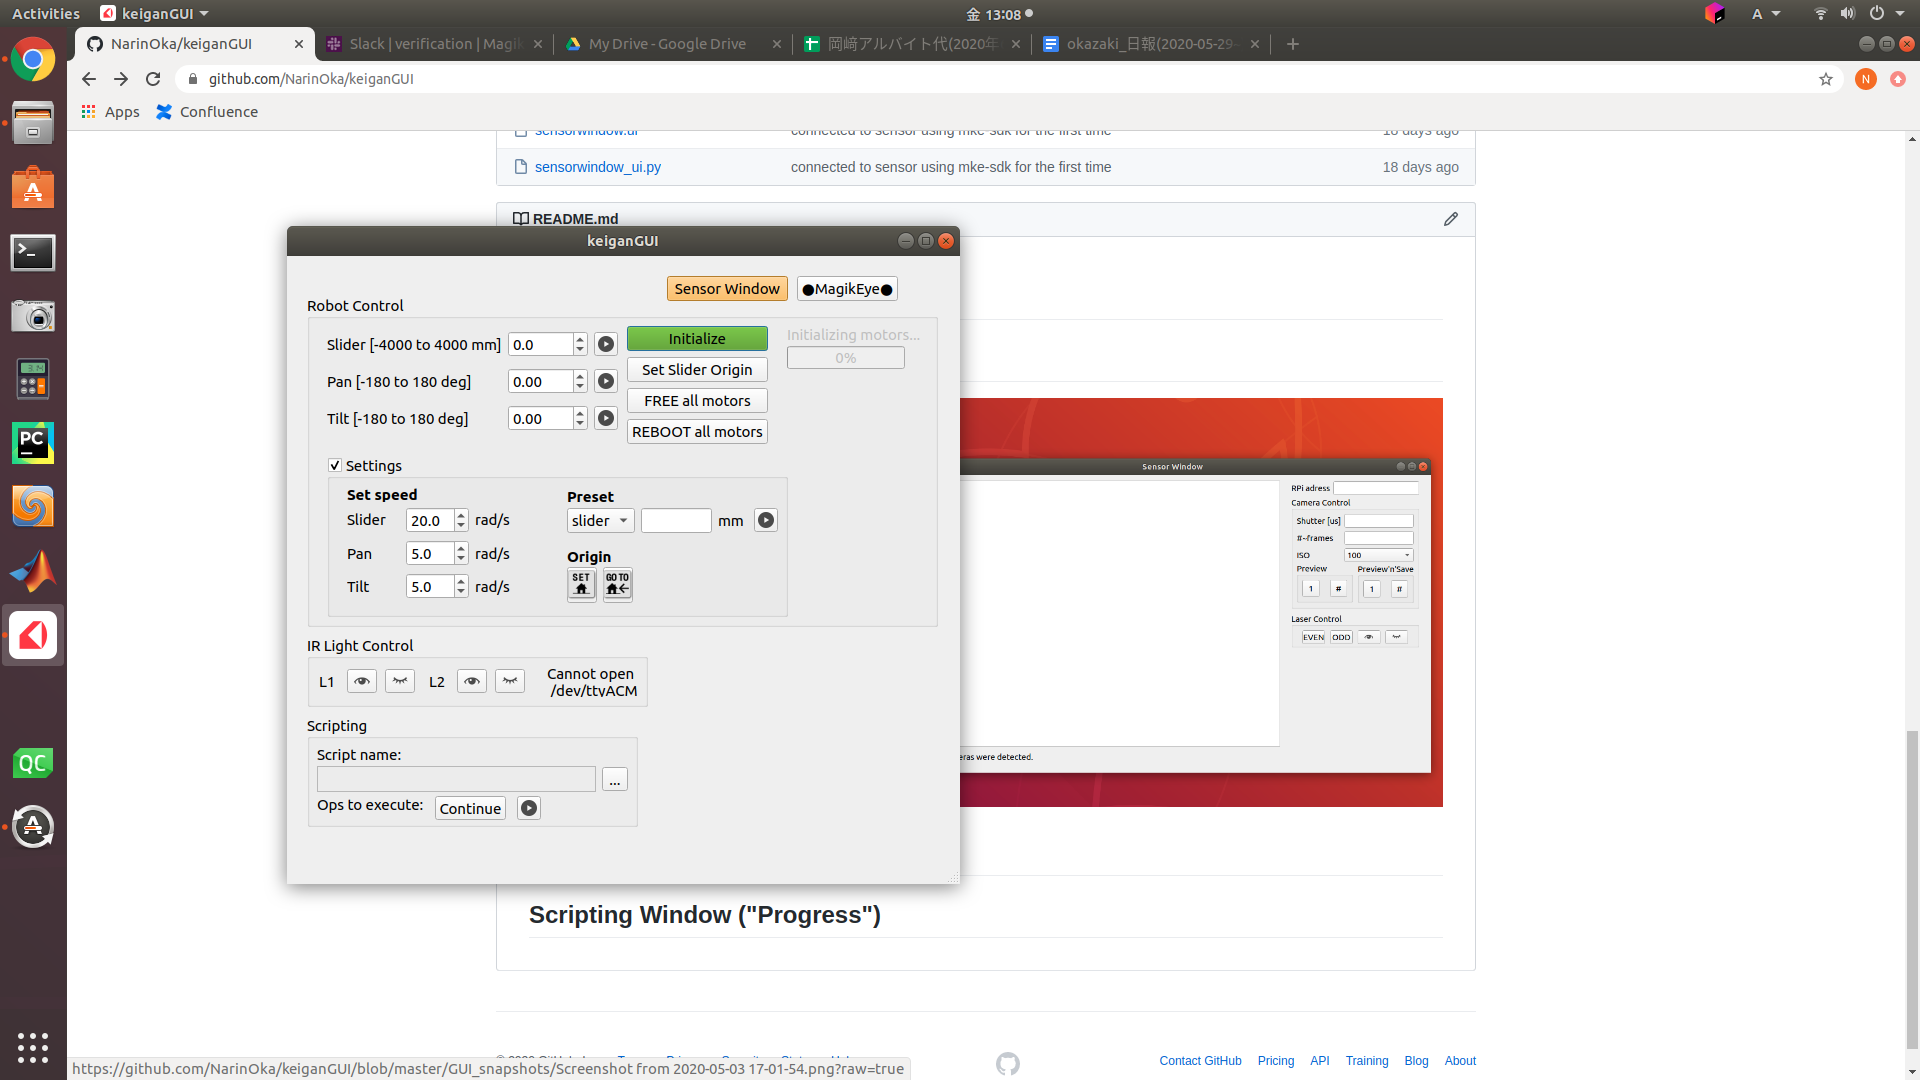 Activities
keiganGUI
金 13:08
A
NarinOka/keiganGUI
Slack | verification | Magik
My Drive - Google Drive
岡﨑アルバイト代(2020年
okazaki_日報(2020-05-29-
github.com/NarinOka/keiganGUI
N
Apps
Confluence
sensorwindow.ui
connected to sensor using mke-sdk for the first time
18 days ago
sensorwindow_ui.py
connected to sensor using mke-sdk for the first time
18 days ago
README.md
keiganGUI
Sensor Window
●MagikEye●
Robot Control
Slider [-4000 to 4000 mm]
0.0
Initialize
Initializing motors...
0%
Set Slider Origin
Pan [-180 to 180 deg]
0.00
FREE all motors
Tilt [-180 to 180 deg]
0.00
REBOOT all motors
Settings
Set speed
Slider
20.0
rad/s
Pan
5.0
rad/s
Tilt
5.0
rad/s
Preset
slider
mm
Origin
SET
GO TO
IR Light Control
L1
L2
Cannot open
/dev/ttyACM
Scripting
Script name:
...
Ops to execute:
Continue
Sensor Window
RPi adress
Camera Control
Shutter [us]
#-frames
ISO
100
Preview
Preview'n'Save
1
#
1
#
Laser Control
EVEN
ODD
eras were detected.
Scripting Window ("Progress")
Contact GitHub
Pricing
API
Training
Blog
About
https://github.com/NarinOka/keiganGUI/blob/master/GUI_snapshots/Screenshot from 2020-05-03 17-01-54.png?raw=true
PC
QC